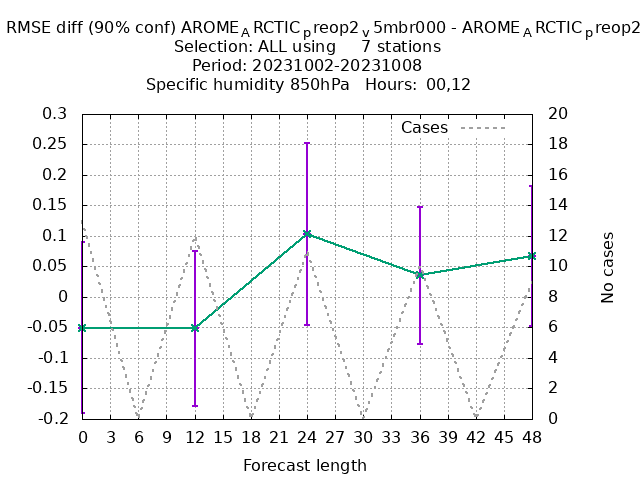 RMSE diff (90% conf) AROME_ARCTIC_preop2_v5mbr000 - AROME_ARCTIC_preop2
Selection: ALL using 7 stations
Period: 20231002-20231008
Specific humidity 850hPa Hours: 00,12
Cases
0.3
0.25
0.2
0.15
0.1
0.05
0
-0.05
-0.1
-0.15
-0.2
20
18
16
14
12
10
8
6
4
2
0
No cases
0 3 6 9 12 15 18 21 24 27 30 33 36 39 42 45 48
Forecast length